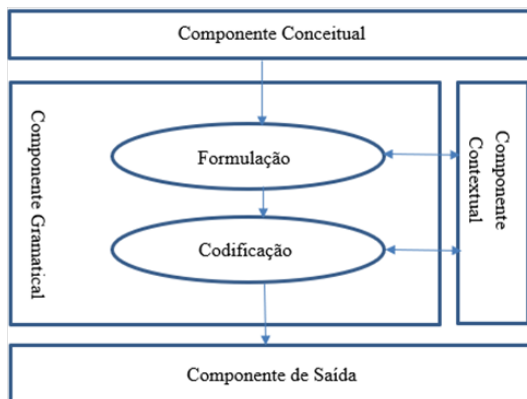 Componente Conceitual
Componente Gramatical
Formulação
Codificação
Componente
Contextual
Componente de Saída